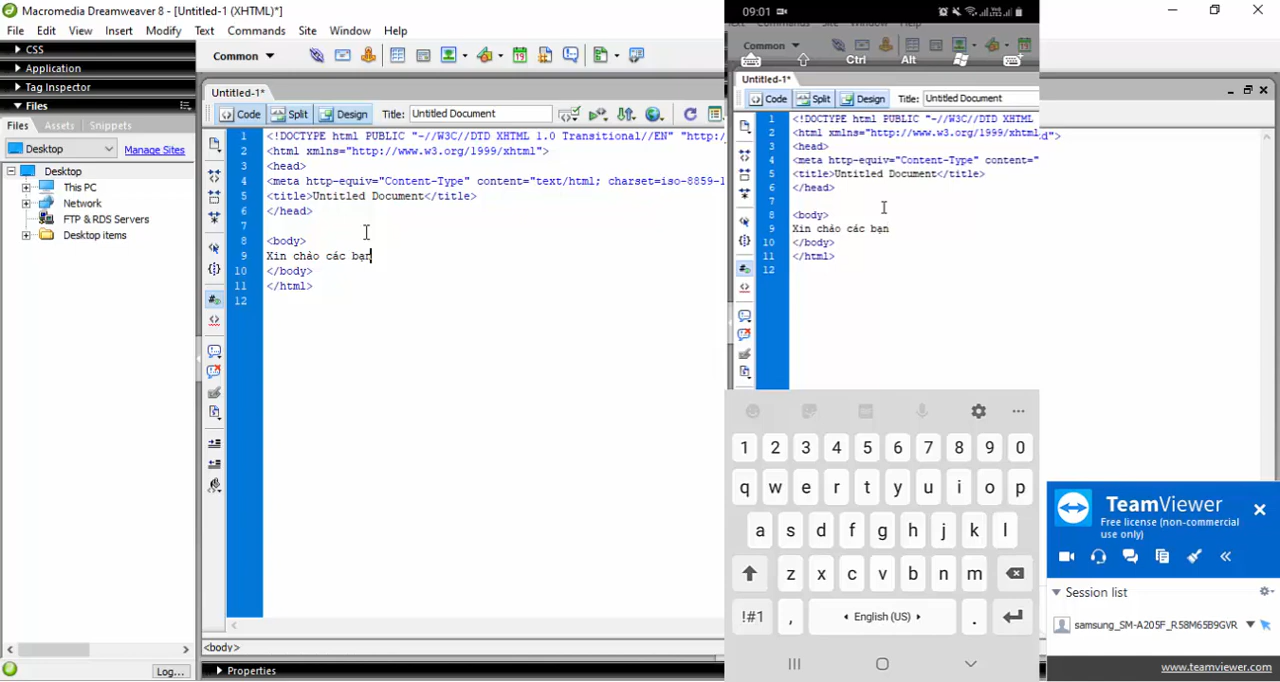 Macromedia Dreamweaver 8 - [Untitled-1 (XHTML)*]
File Edit View Insert Modify Text Commands Site Window Help
CSS
Application
Tag Inspector
Files
Files Assets Snippets
Desktop Manage Sites
Desktop
This PC
Network
FTP & RDS Servers
Desktop items
Log...
Common
Untitled-1*
Code Split Design Title: Untitled Document
1 <!DOCTYPE html PUBLIC "-//W3C//DTD XHTML 1.0 Transitional//EN" "http:/
2 <html xmlns="http://www.w3.org/1999/xhtml">
3 <head>
4 <meta http-equiv="Content-Type" content="text/html; charset=iso-8859-1
5 <title>Untitled Document</title>
6 </head>
7
8 <body>
9 Xin chào các bạn
10 </body>
11 </html>
12
<body>
Properties
09:01
Text Commands Site Window Help
Common
Ctrl Alt
Untitled-1*
Code Split Design Title: Untitled Document
1 <!DOCTYPE html PUBLIC "-//W3C//DTD XHTML
2 <html xmlns="http://www.w3.org/1999/xhtml
3 <head>
4 <meta http-equiv="Content-Type" content="
5 <title>Untitled Document</title>
6 </head>
7
8 <body>
9 Xin chào các bạn
10 </body>
11 </html>
12
d">
1 2 3 4 5 6 7 8 9 0
q w e r t y u i o p
a s d f g h j k l
z x c v b n m
!#1 , English (US) .
TeamViewer
Free license (non-commercial
use only)
Session list
samsung_SM-A205F_R58M65B9GVR
www.teamviewer.com